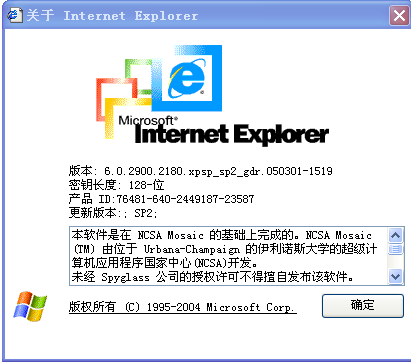 关于 Internet Explorer
Microsoft®
Internet Explorer
版本: 6.0.2900.2180.xpsp_sp2_gdr.050301-1519
密钥长度: 128-位
产品 ID:76481-640-2449187-23587
更新版本:; SP2;
本软件是在 NCSA Mosaic 的基础上完成的。NCSA Mosaic
(TM) 由位于 Urbana-Champaign 的伊利诺斯大学的超级计
算机应用程序国家中心(NCSA)开发。
未经 Spyglass 公司的授权许可不得擅自发布该软件。
版权所有 (C) 1995-2004 Microsoft Corp.
确定